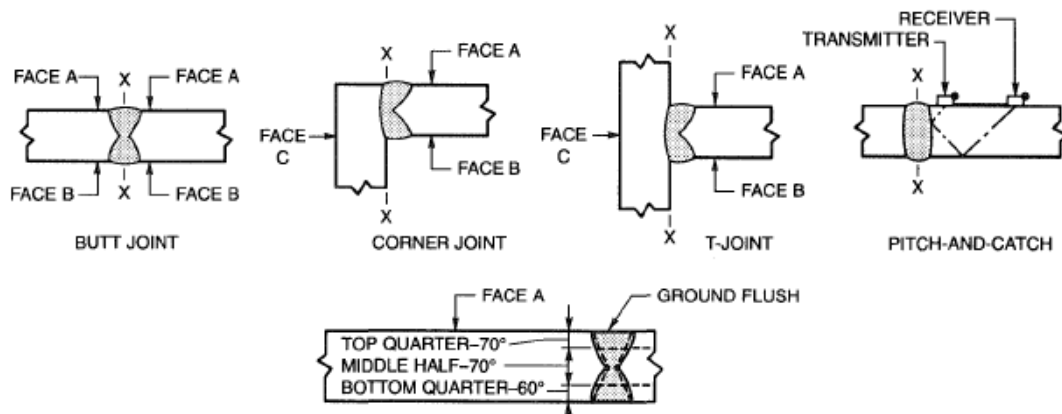 RECEIVER
TRANSMITTER
X
FACE A
FACE A
FACE B
FACE B
X
BUTT JOINT
X
FACE A
FACE
C
FACE B
X
CORNER JOINT
X
FACE A
FACE
C
FACE B
X
T-JOINT
X
X
PITCH-AND-CATCH
FACE A
GROUND FLUSH
TOP QUARTER–70°
MIDDLE HALF–70°
BOTTOM QUARTER–60°